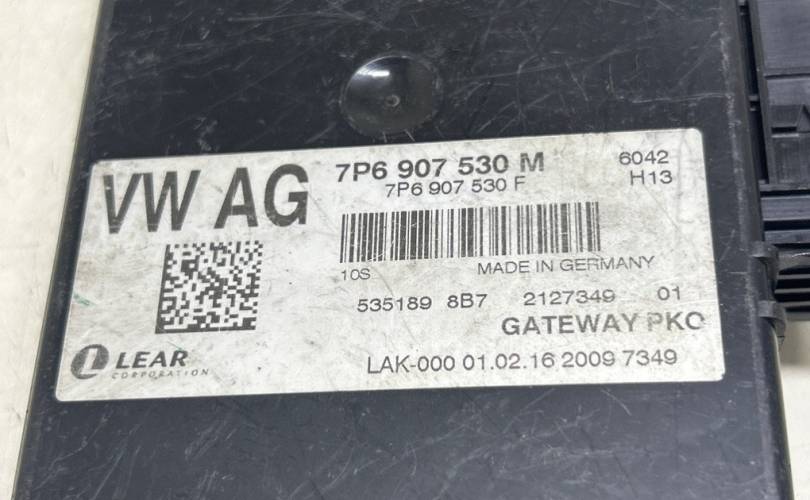 VW AG
7P6 907 530 M
7P6 907 530 F
6042
H13
10S
MADE IN GERMANY
535189 8B7 2127349 01
GATEWAY PKO
LEAR
CORPORATION
LAK-000 01.02.16 2009 7349